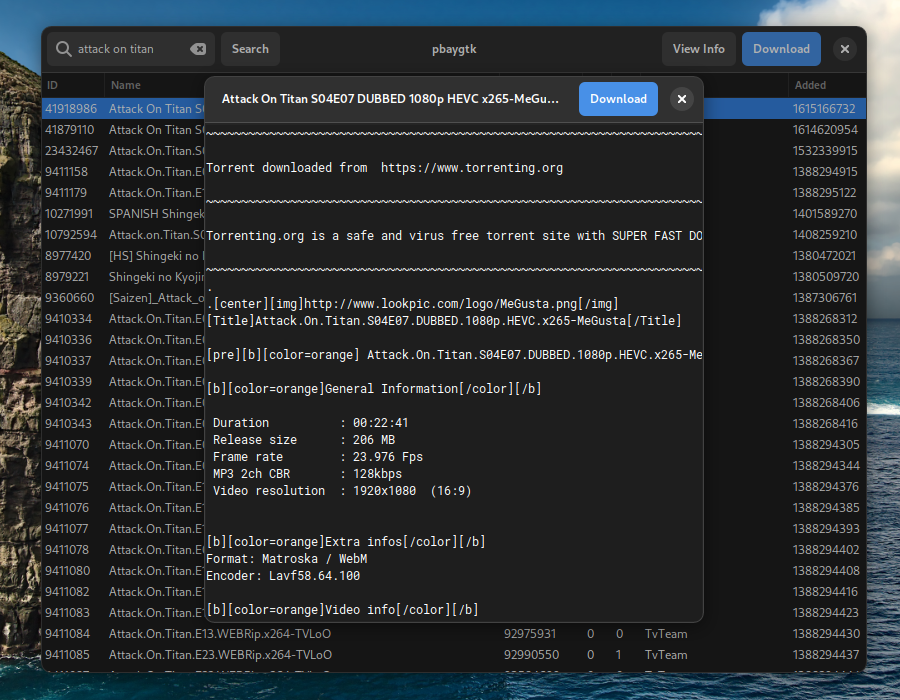 attack on titan
Search
pbaygtk
View Info
Download
ID
Name
Added
41918986 Attack On Titan S 1615166732
41879110 Attack On Titan S 1614620954
23432467 Attack.On.Titan.S 1532339915
9411158 Attack.On.Titan.E 1388294915
9411179 Attack.On.Titan.E 1388295122
10271991 SPANISH Shingek 1401589270
10792594 Attack.on.Titan.S 1408259210
8977420 [HS] Shingeki no 1380472021
8979221 Shingeki no Kyojin 1380509720
9360660 [Saizen]_Attack_o 1387306761
9410334 Attack.On.Titan.E 1388268312
9410336 Attack.On.Titan.E 1388268350
9410337 Attack.On.Titan.E 1388268367
9410339 Attack.On.Titan.E 1388268390
9410342 Attack.On.Titan.E 1388268406
9410343 Attack.On.Titan.E 1388268416
9411070 Attack.On.Titan.E 1388294305
9411074 Attack.On.Titan.E 1388294344
9411075 Attack.On.Titan.E 1388294376
9411076 Attack.On.Titan.E 1388294385
9411077 Attack.On.Titan.E 1388294393
9411078 Attack.On.Titan.E 1388294402
9411080 Attack.On.Titan.E 1388294408
9411082 Attack.On.Titan.E 1388294416
9411083 Attack.On.Titan.E 1388294423
9411084 Attack.On.Titan.E13.WEBRip.x264-TVLoO 92975931 0 0 TvTeam 1388294430
9411085 Attack.On.Titan.E23.WEBRip.x264-TVLoO 92990550 0 1 TvTeam 1388294437
Attack On Titan S04E07 DUBBED 1080p HEVC x265-MeGu...
Download
~~~~~~~~~~~~~~~~~~~~~~~~~~~~~~~~~~~~~~~~~~~~~~~~~~~~~~~~~~~~~~~~~~~~~~~
Torrent downloaded from  https://www.torrenting.org
~~~~~~~~~~~~~~~~~~~~~~~~~~~~~~~~~~~~~~~~~~~~~~~~~~~~~~~~~~~~~~~~~~~~~~~
Torrenting.org is a safe and virus free torrent site with SUPER FAST DO
~~~~~~~~~~~~~~~~~~~~~~~~~~~~~~~~~~~~~~~~~~~~~~~~~~~~~~~~~~~~~~~~~~~~~~~
.
.[center][img]http://www.lookpic.com/logo/MeGusta.png[/img]
[Title]Attack.On.Titan.S04E07.DUBBED.1080p.HEVC.x265-MeGusta[/Title]
[pre][b][color=orange] Attack.On.Titan.S04E07.DUBBED.1080p.HEVC.x265-Me
[b][color=orange]General Information[/color][/b]
Duration : 00:22:41
Release size : 206 MB
Frame rate : 23.976 Fps
MP3 2ch CBR : 128kbps
Video resolution : 1920x1080  (16:9)
[b][color=orange]Extra infos[/color][/b]
Format: Matroska / WebM
Encoder: Lavf58.64.100
[b][color=orange]Video info[/color][/b]